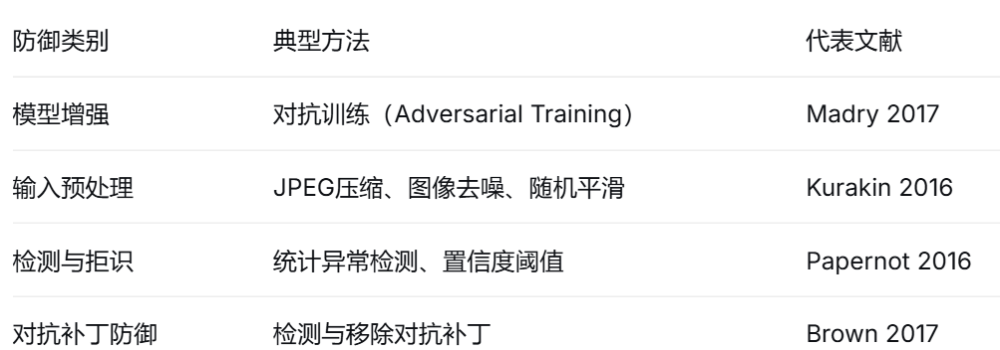 防御类别 典型方法 代表文献
模型增强 对抗训练（Adversarial Training） Madry 2017
输入预处理 JPEG压缩、图像去噪、随机平滑 Kurakin 2016
检测与拒识 统计异常检测、置信度阈值 Papernot 2016
对抗补丁防御 检测与移除对抗补丁 Brown 2017